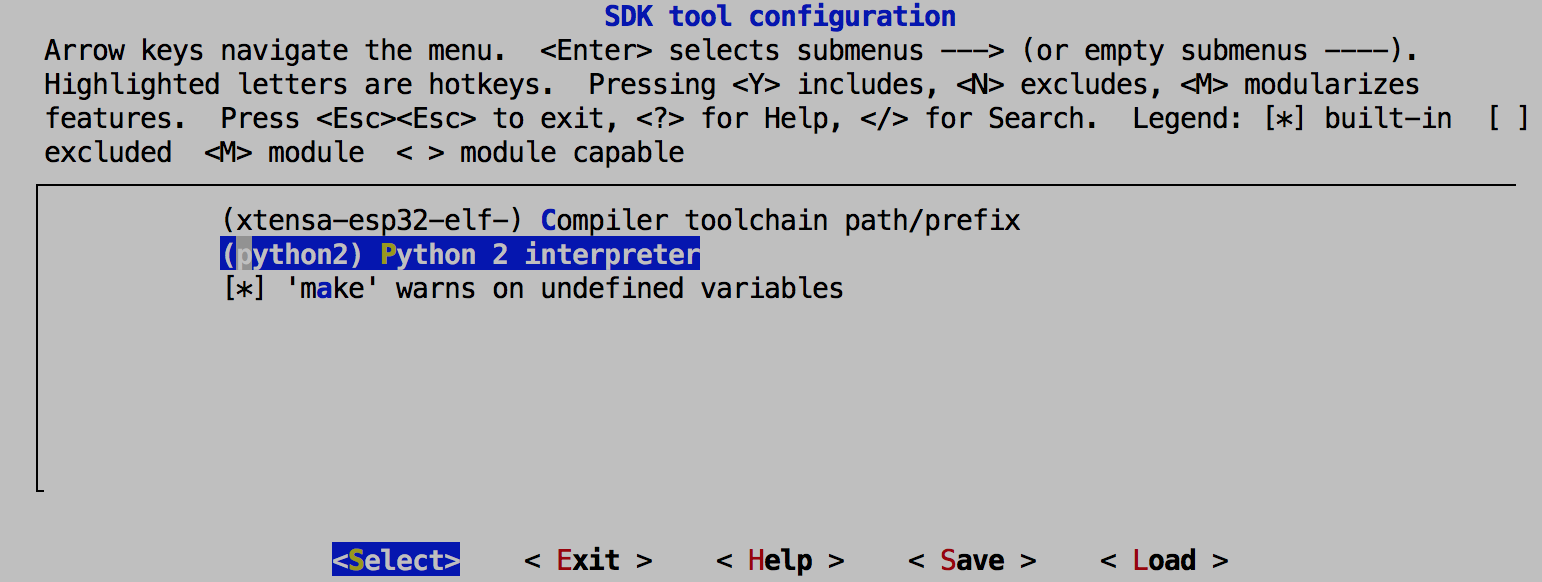 SDK tool configuration
Arrow keys navigate the menu.  <Enter> selects submenus ---> (or empty submenus ----).
Highlighted letters are hotkeys.  Pressing <Y> includes, <N> excludes, <M> modularizes
features.  Press <Esc><Esc> to exit, <?> for Help, </> for Search.  Legend: [*] built-in  [ ]
excluded  <M> module  < > module capable
(xtensa-esp32-elf-) Compiler toolchain path/prefix
(python2) Python 2 interpreter
[*] 'make' warns on undefined variables
<Select>    < Exit >    < Help >    < Save >    < Load >